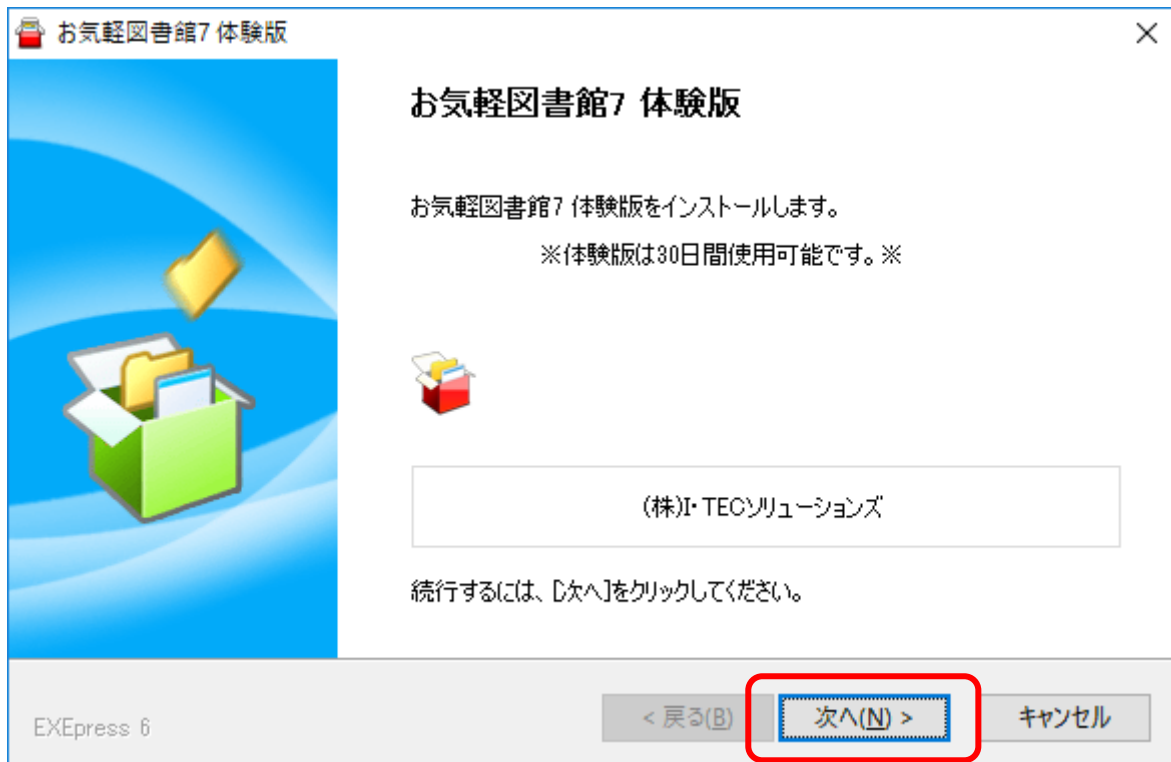 お気軽図書館7 体験版
お気軽図書館7 体験版
お気軽図書館7 体験版をインストールします。
※体験版は30日間使用可能です。※
(株)I・TECソリューションズ
続行するには、[次へ]をクリックしてください。
EXEpress 6
< 戻る(B)
次へ(N) >
キャンセル